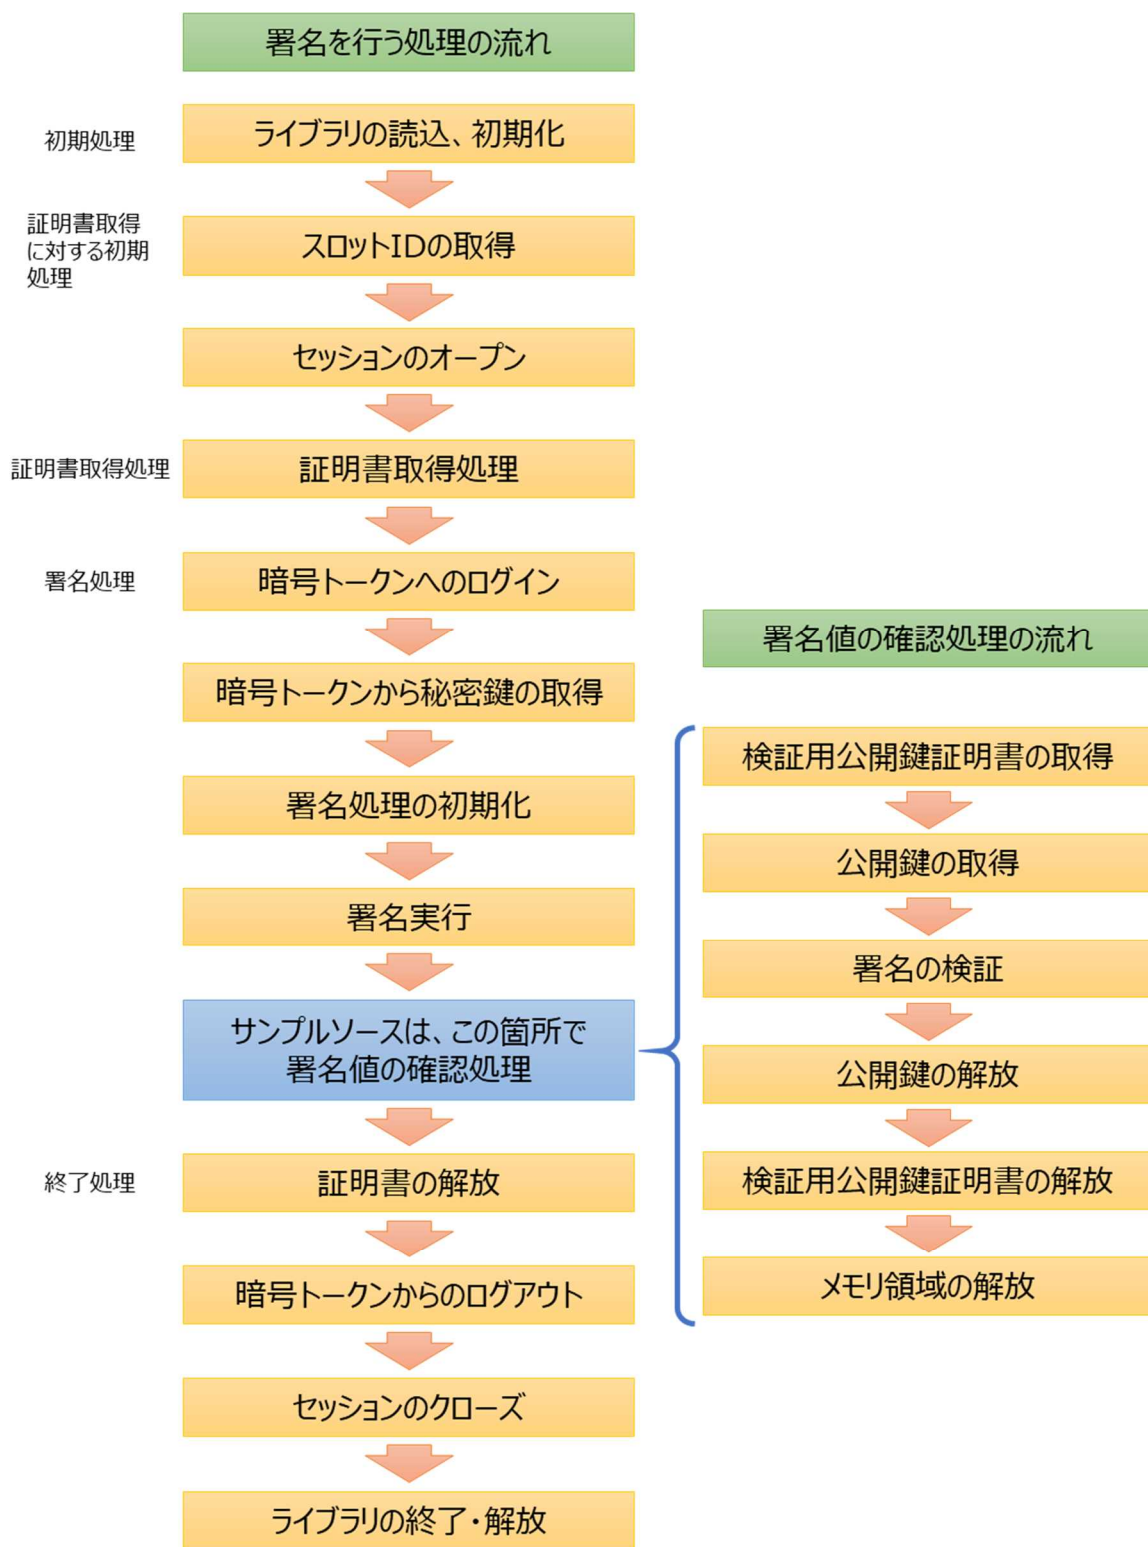 署名を行う処理の流れ
初期処理
ライブラリの読込、初期化
証明書取得
に対する初期
処理
スロットIDの取得
セッションのオープン
証明書取得処理
証明書取得処理
署名処理
暗号トークンへのログイン
暗号トークンから秘密鍵の取得
署名処理の初期化
署名実行
サンプルソースは、この箇所で
署名値の確認処理
終了処理
証明書の解放
暗号トークンからのログアウト
セッションのクローズ
ライブラリの終了・解放
署名値の確認処理の流れ
検証用公開鍵証明書の取得
公開鍵の取得
署名の検証
公開鍵の解放
検証用公開鍵証明書の解放
メモリ領域の解放